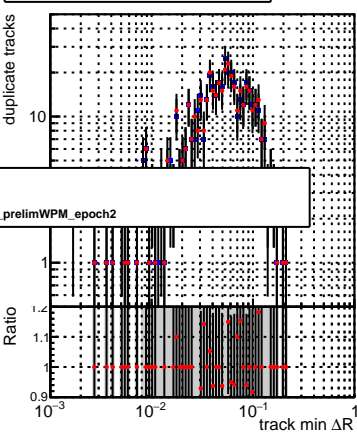 duplicate tracks
10
_prelimWPM_epoch2
1
Ratio
1.2
1.1
1
0.9
10⁻³
10⁻²
10⁻¹
1
track min ΔR